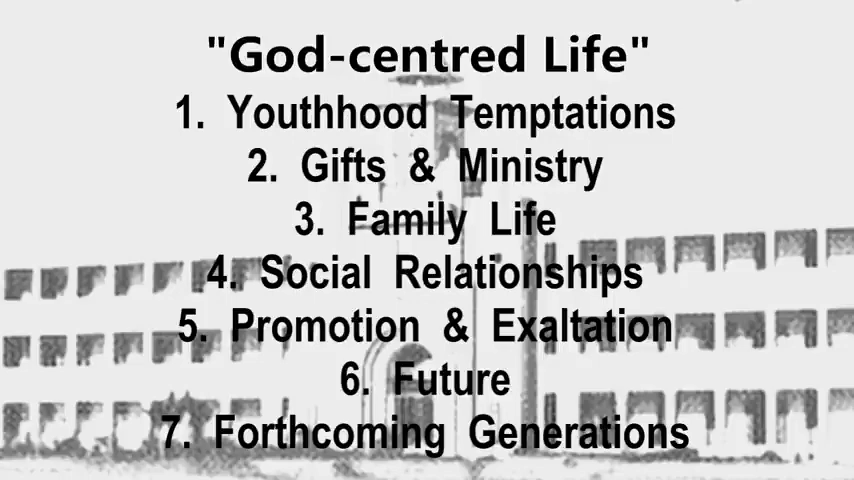 "God-centred Life"
1. Youthhood Temptations
2. Gifts & Ministry
3. Family Life
4. Social Relationships
5. Promotion & Exaltation
6. Future
7. Forthcoming Generations